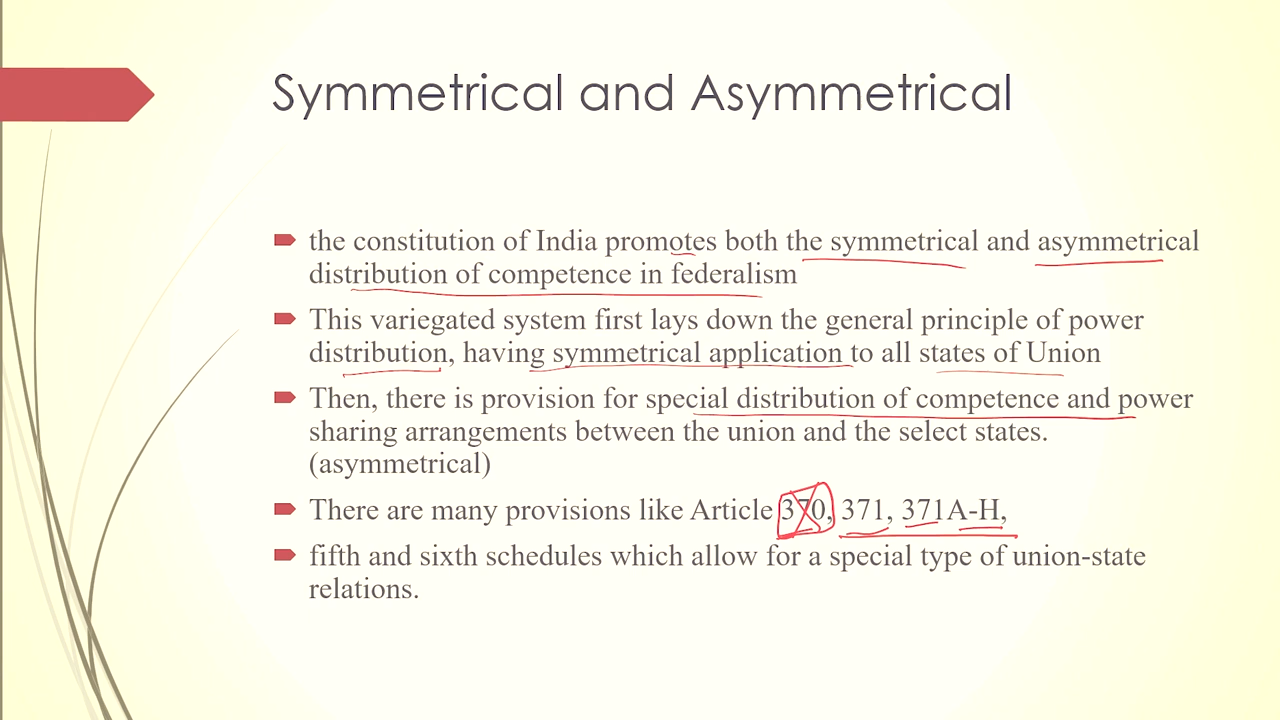 Symmetrical and Asymmetrical
the constitution of India promotes both the symmetrical and asymmetrical
distribution of competence in federalism
This variegated system first lays down the general principle of power
distribution, having symmetrical application to all states of Union
Then, there is provision for special distribution of competence and power
sharing arrangements between the union and the select states.
(asymmetrical)
There are many provisions like Article 370, 371, 371A-H,
fifth and sixth schedules which allow for a special type of union-state
relations.